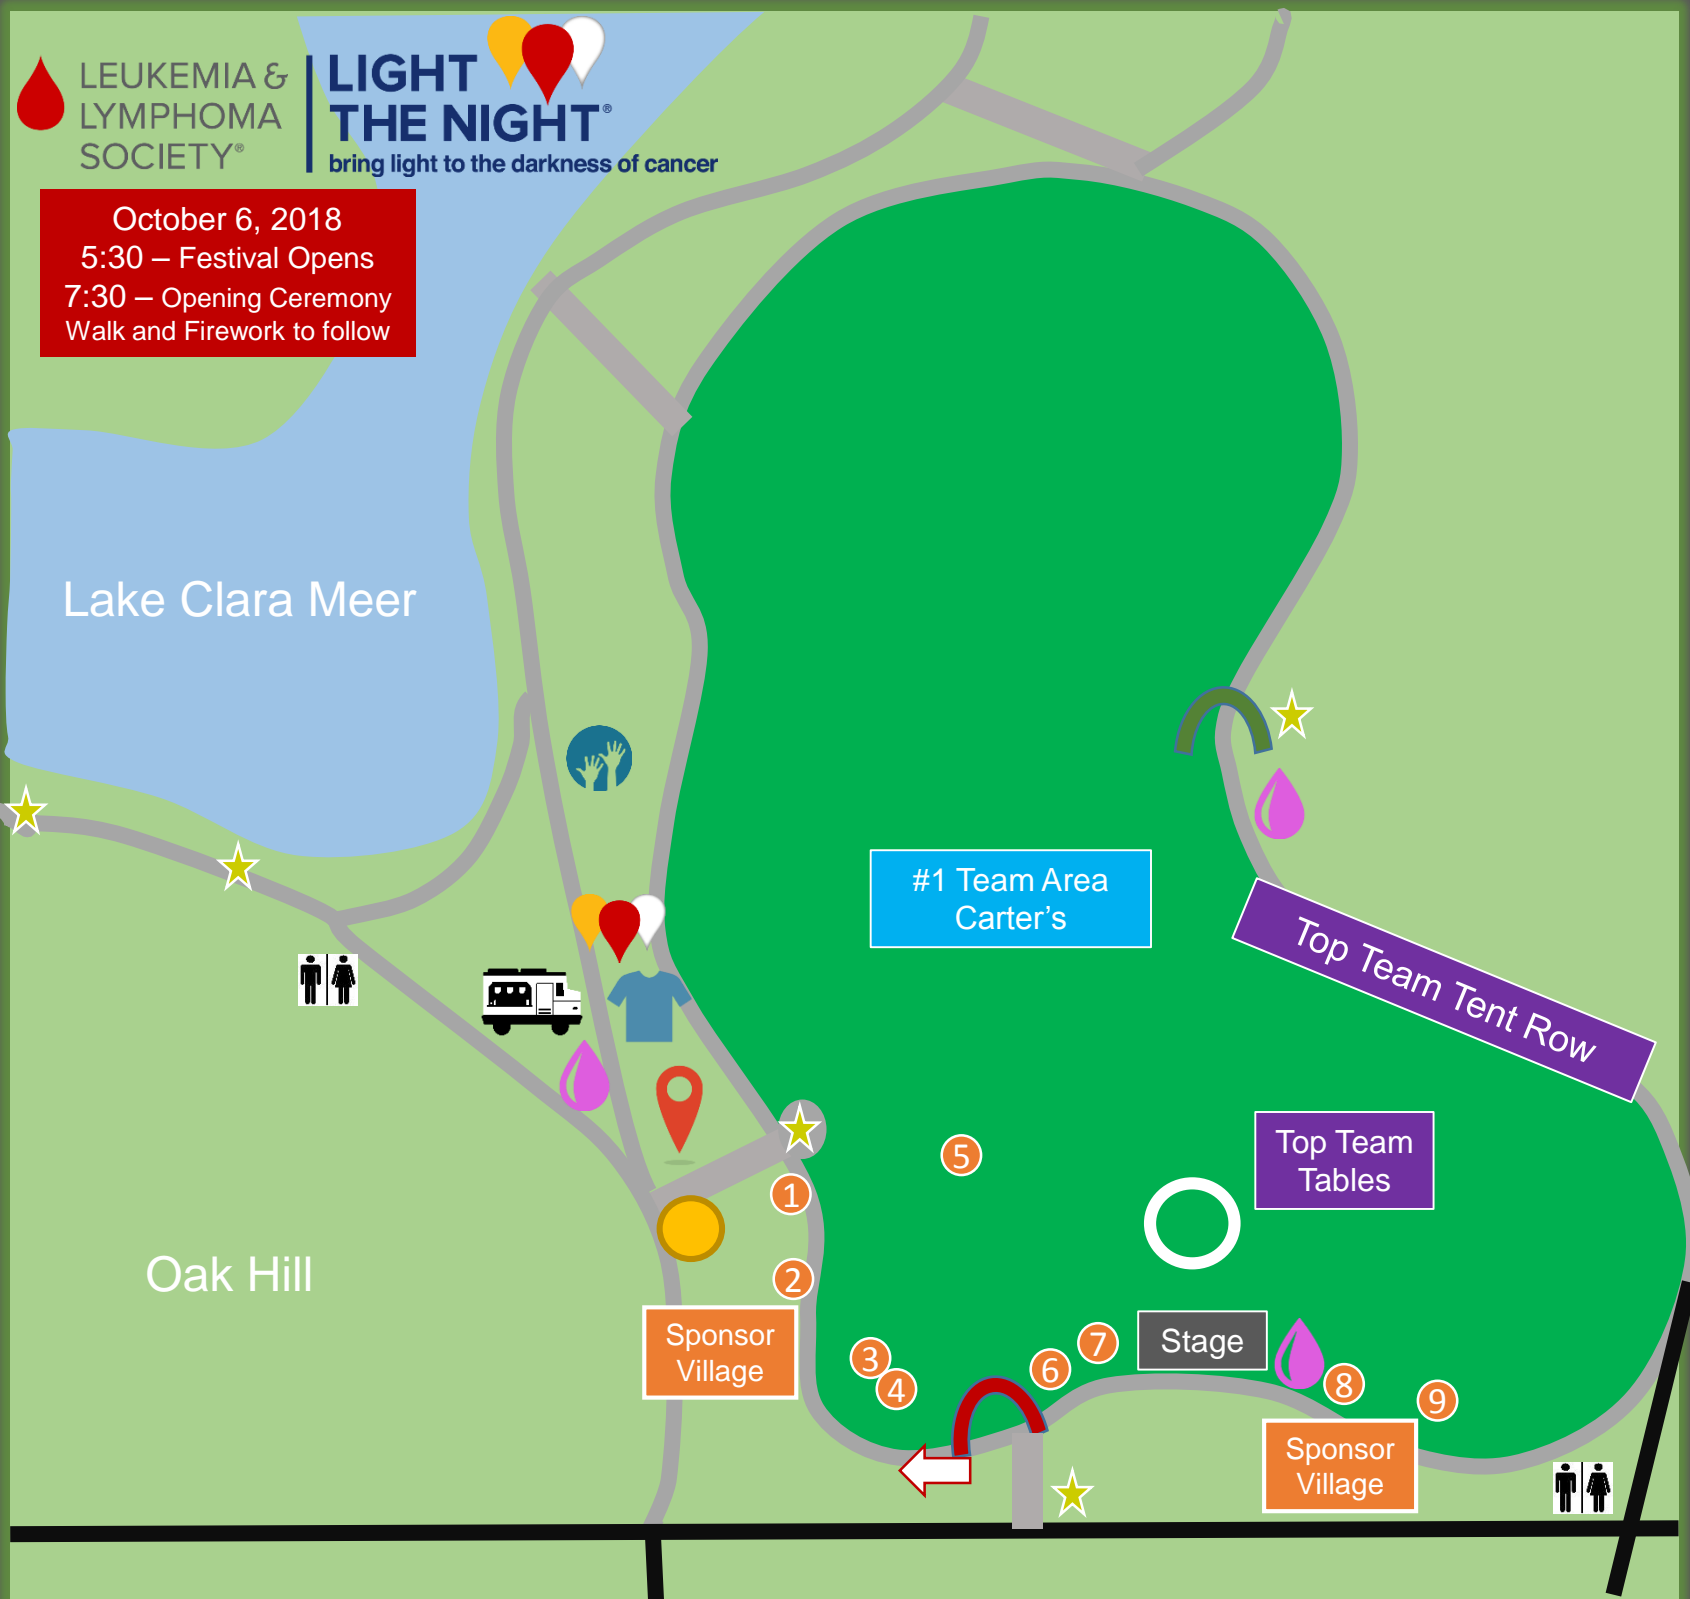 LEUKEMIA &
LYMPHOMA
SOCIETY®
LIGHT
THE NIGHT®
bring light to the darkness of cancer
October 6, 2018
5:30 – Festival Opens
7:30 – Opening Ceremony
Walk and Firework to follow
Lake Clara Meer
#1 Team Area
Carter's
Top Team Tent Row
Top Team
Tables
5
1
2
Oak Hill
Sponsor
Village
3
4
6
7
Stage
8
9
Sponsor
Village